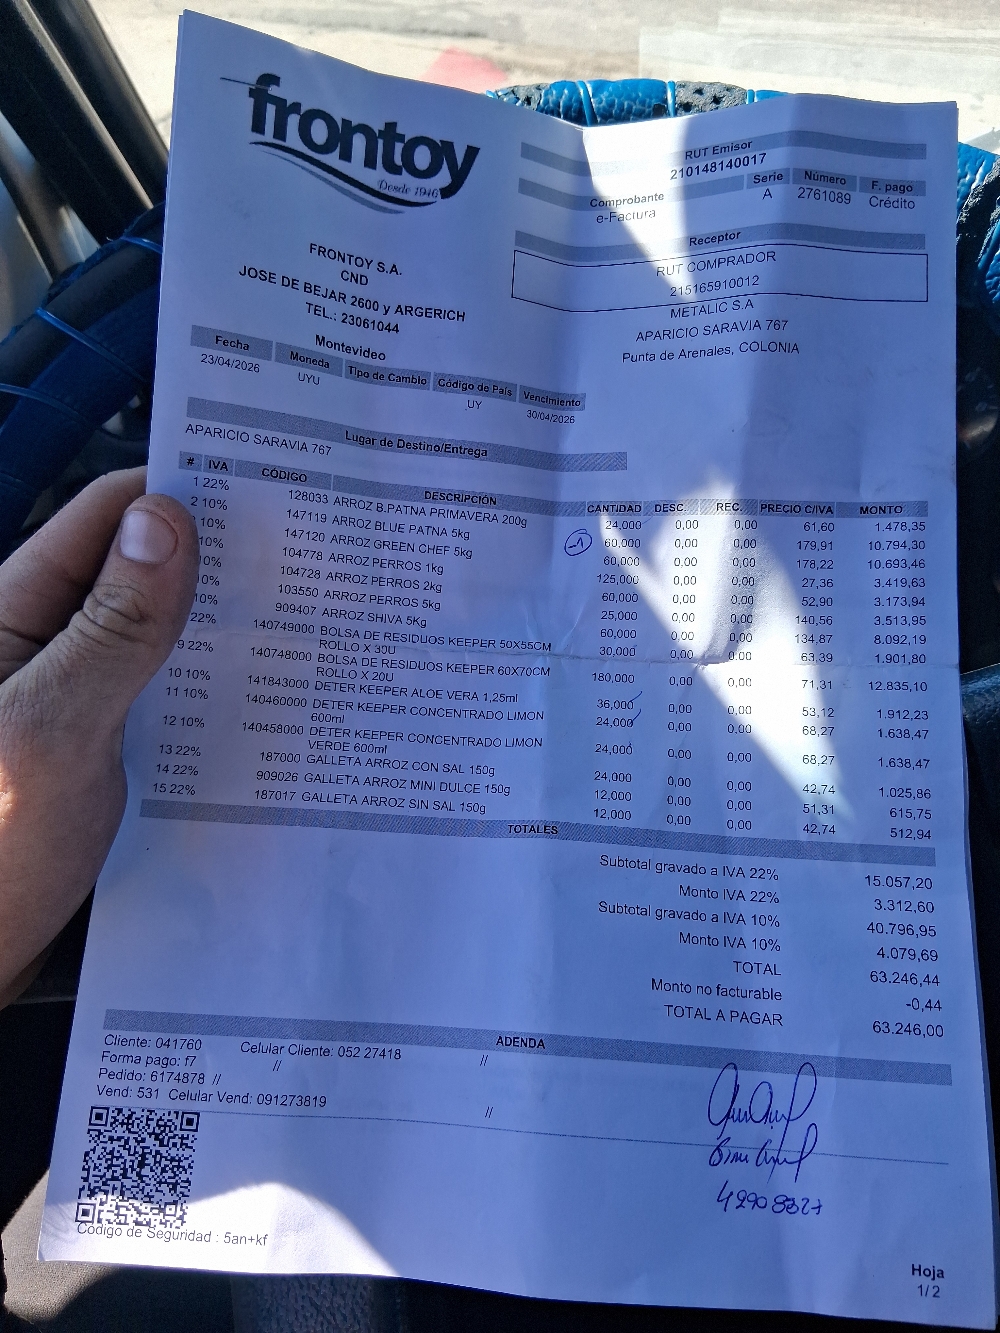 frontoy
Desde 1946
FRONTOY S.A.
CND
JOSE DE BEJAR 2600 y ARGERICH
TEL.: 23061044
Montevideo
RUT Emisor
210148140017
Comprobante Serie Número F. pago
e-Factura A 2761089 Crédito
Receptor
RUT COMPRADOR
215165910012
METALIC S.A
APARICIO SARAVIA 767
Punta de Arenales, COLONIA
Fecha Moneda Tipo de Cambio Código de País Vencimiento
23/04/2026 UYU UY 30/04/2026
Lugar de Destino/Entrega
APARICIO SARAVIA 767
# IVA CÓDIGO DESCRIPCIÓN CANTIDAD DESC. REC. PRECIO C/IVA MONTO
1 22% 128033 ARROZ B.PATNA PRIMAVERA 200g 24,000 0,00 0,00 61,60 1.478,35
2 10% 147119 ARROZ BLUE PATNA 5kg -1 60,000 0,00 0,00 179,91 10.794,30
10% 147120 ARROZ GREEN CHEF 5kg 60,000 0,00 0,00 178,22 10.693,46
10% 104778 ARROZ PERROS 1kg 125,000 0,00 0,00 27,36 3.419,63
10% 104728 ARROZ PERROS 2kg 60,000 0,00 0,00 52,90 3.173,94
10% 103550 ARROZ PERROS 5kg 25,000 0,00 0,00 140,56 3.513,95
10% 909407 ARROZ SHIVA 5kg 60,000 0,00 0,00 134,87 8.092,19
22% 140749000 BOLSA DE RESIDUOS KEEPER 50X55CM 30,000 0,00 0,00 63,39 1.901,80
ROLLO X 30U
9 22% 140748000 BOLSA DE RESIDUOS KEEPER 60X70CM 180,000 0,00 0,00 71,31 12.835,10
ROLLO X 20U
10 10% 141843000 DETER KEEPER ALOE VERA 1,25ml 36,000 0,00 0,00 53,12 1.912,23
11 10% 140460000 DETER KEEPER CONCENTRADO LIMON 24,000 0,00 0,00 68,27 1.638,47
600ml
12 10% 140458000 DETER KEEPER CONCENTRADO LIMON 24,000 0,00 0,00 68,27 1.638,47
VERDE 600ml
13 22% 187000 GALLETA ARROZ CON SAL 150g 24,000 0,00 0,00 42,74 1.025,86
14 22% 909026 GALLETA ARROZ MINI DULCE 150g 12,000 0,00 0,00 51,31 615,75
15 22% 187017 GALLETA ARROZ SIN SAL 150g 12,000 0,00 0,00 42,74 512,94
TOTALES
Subtotal gravado a IVA 22% 15.057,20
Monto IVA 22% 3.312,60
Subtotal gravado a IVA 10% 40.796,95
Monto IVA 10% 4.079,69
TOTAL 63.246,44
Monto no facturable -0,44
TOTAL A PAGAR 63.246,00
ADENDA
Cliente: 041760 Celular Cliente: 052 27418 //
Forma pago: f7 //
Pedido: 6174878 //
Vend: 531 Celular Vend: 091273819 //
Código de Seguridad : 5an+kf
Hoja
1/2